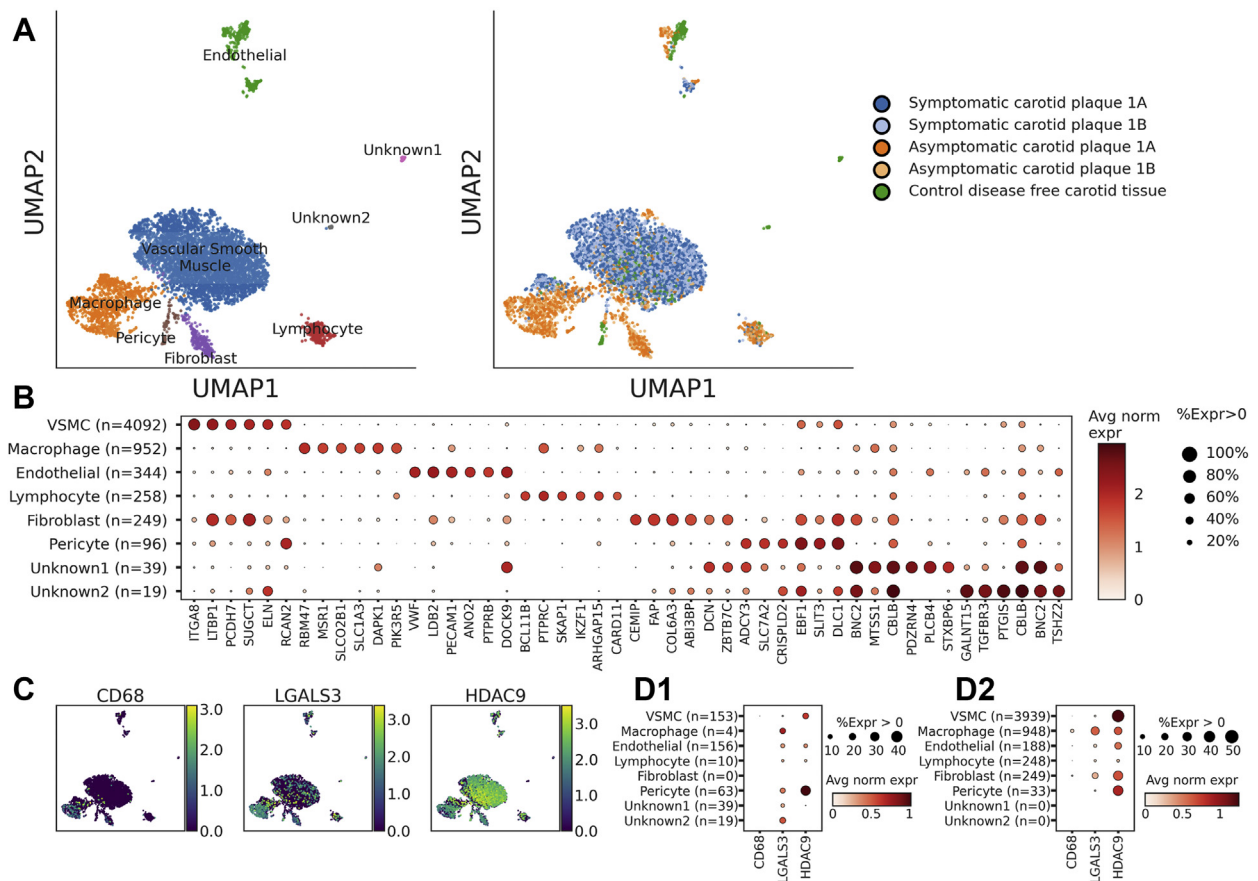 A
Endothelial
Unknown1
Unknown2
Vascular Smooth
Muscle
Macrophage
Pericyte
Fibroblast
Lymphocyte
UMAP2
UMAP1
UMAP2
UMAP1
Symptomatic carotid plaque 1A
Symptomatic carotid plaque 1B
Asymptomatic carotid plaque 1A
Asymptomatic carotid plaque 1B
Control disease free carotid tissue
B
VSMC (n=4092)
Macrophage (n=952)
Endothelial (n=344)
Lymphocyte (n=258)
Fibroblast (n=249)
Pericyte (n=96)
Unknown1 (n=39)
Unknown2 (n=19)
ITGA8
LTBP1
PCDH7
SUGCT
ELN
RCAN2
RBM47
MSR1
SLCO2B1
SLC1A3
DAPK1
PIK3R5
VWF
LDB2
PECAM1
ANO2
PTPRB
DOCK9
BCL11B
PTPRC
SKAP1
IKZF1
ARHGAP15
CARD11
CEMIP
FAP
COL6A3
ABI3BP
DCN
ZBTB7C
ADCY3
SLC7A2
CRISPLD2
EBF1
SLIT3
DLC1
BNC2
MTSS1
CBLB
PDZRN4
PLCB4
STXBP6
GALNT15
TGFBR3
PTGIS
CBLB
BNC2
TSHZ2
Avg norm
expr
2
1
0
%Expr>0
100%
80%
60%
40%
20%
C
CD68
3.0
2.0
1.0
0.0
LGALS3
3.0
2.0
1.0
0.0
HDAC9
3.0
2.0
1.0
0.0
D1
VSMC (n=153)
Macrophage (n=4)
Endothelial (n=156)
Lymphocyte (n=10)
Fibroblast (n=0)
Pericyte (n=63)
Unknown1 (n=39)
Unknown2 (n=19)
CD68
LGALS3
HDAC9
%Expr > 0
10 20 30 40
Avg norm expr
0 1
D2
VSMC (n=3939)
Macrophage (n=948)
Endothelial (n=188)
Lymphocyte (n=248)
Fibroblast (n=249)
Pericyte (n=33)
Unknown1 (n=0)
Unknown2 (n=0)
CD68
LGALS3
HDAC9
%Expr > 0
10 20 30 40 50
Avg norm expr
0 1